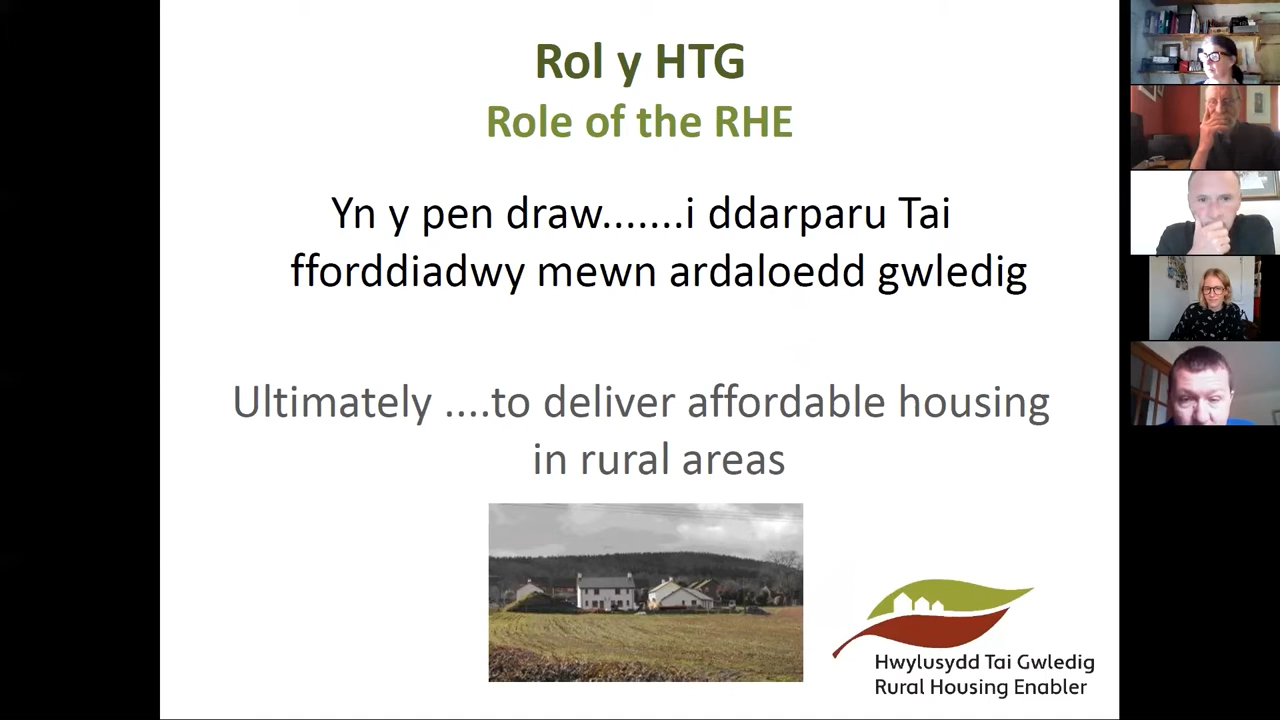 Rol y HTG
Role of the RHE
Yn y pen draw.......i ddarparu Tai
fforddiadwy mewn ardaloedd gwledig
Ultimately ....to deliver affordable housing
in rural areas
Hwylusydd Tai Gwledig
Rural Housing Enabler